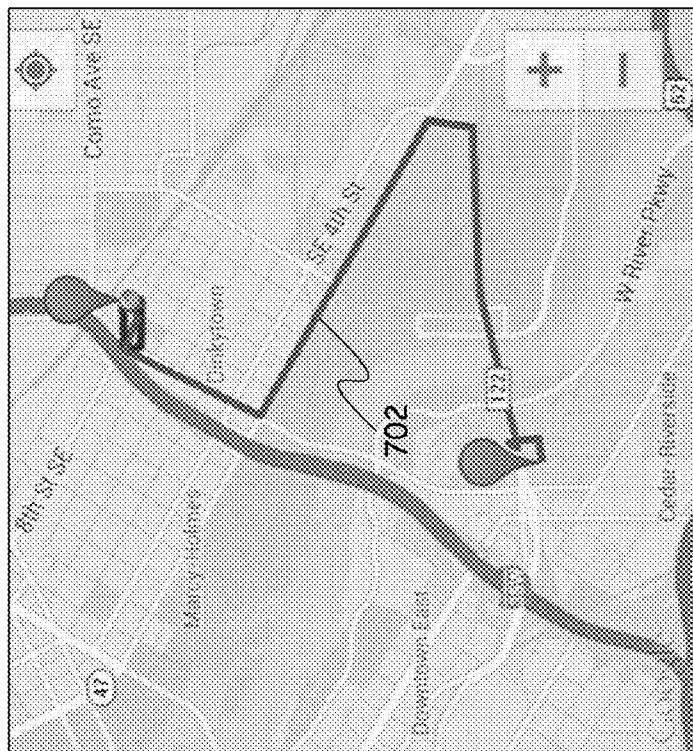 Como Ave SE
+
−
8th St SE
47
Dinkytown
SE 4th St
Marcy-Holmes
702
122
W River Pkwy
62
Downtown East
Cedar Riverside